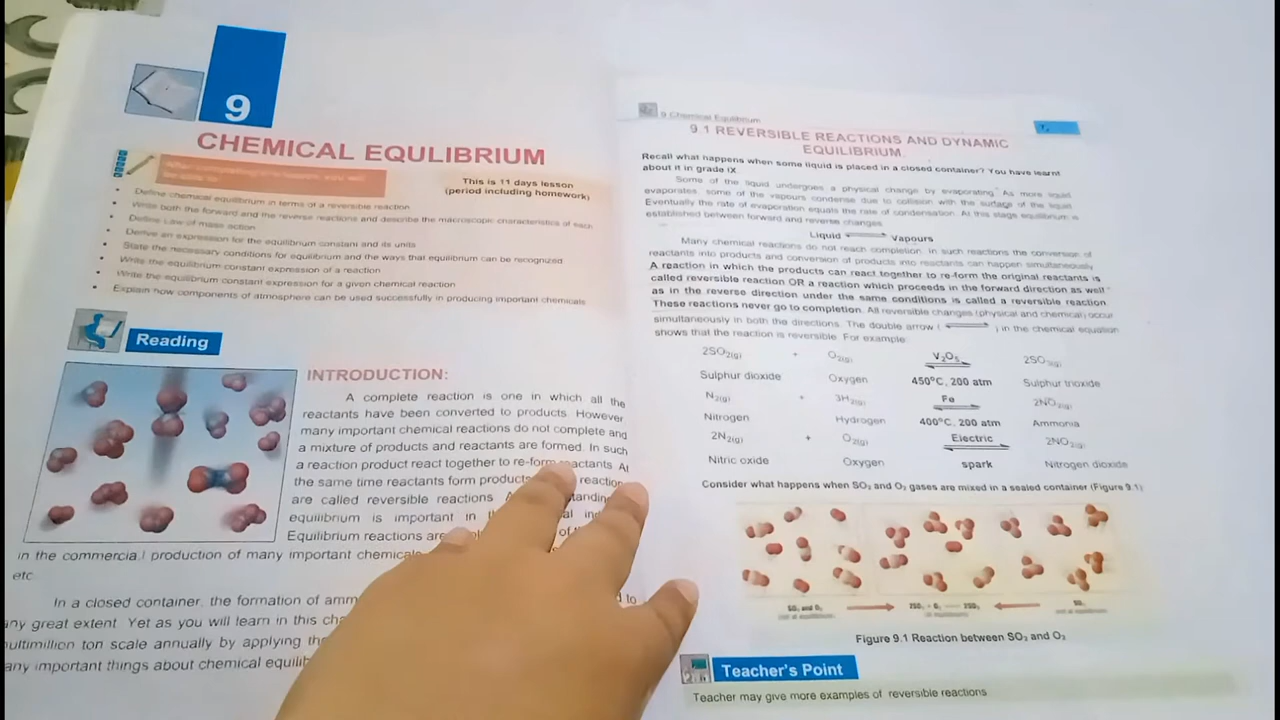 9
CHEMICAL EQULIBRIUM
This is 11 days lesson
(period including homework)
Define chemical equilibrium in terms of a reversible reaction
Write both the forward and the reverse reactions and describe the macroscopic characteristics of each
Define Law of mass action
Derive an expression for the equilibrium constant and its units
State the necessary conditions for equilibrium and the ways that equilibrium can be recognized
Write the equilibrium constant expression of a reaction
Write the equilibrium constant expression for a given chemical reaction
Explain how components of atmosphere can be used successfully in producing important chemicals
Reading
INTRODUCTION:
A complete reaction is one in which all the
reactants have been converted to products. However
many important chemical reactions do not complete and
a mixture of products and reactants are formed. In such
a reaction product react together to re-form reactants. At
the same time reactants form products reaction
are called reversible reactions
equilibrium is important in
Equilibrium reactions are of
in the commercial production of many important chemicals
etc
In a closed container, the formation of to
any great extent. Yet as you will learn in this
multimillion ton scale annually by applying
any important things about chemical
9 Chemical Equilibrium
9.1 REVERSIBLE REACTIONS AND DYNAMIC
EQUILIBRIUM
Recall what happens when some liquid is placed in a closed container? You have learnt
about it in grade IX.
Some of the liquid undergoes a physical change by evaporating. As more liquid
evaporates, some of the vapours condense due to collision with the surface of the liquid.
Eventually the rate of evaporation equals the rate of condensation. At this stage equilibrium is
established between forward and reverse changes.
Liquid ⇌ Vapours
Many chemical reactions do not reach completion. In such reactions the conversion of
reactants into products and conversion of products into reactants can happen simultaneously.
A reaction in which the products can react together to re-form the original reactants is
called reversible reaction OR a reaction which proceeds in the forward direction as well
as in the reverse direction under the same conditions is called a reversible reaction.
These reactions never go to completion. All reversible changes (physical and chemical) occur
simultaneously in both the directions. The double arrow ( ⇌ ) in the chemical equation
shows that the reaction is reversible. For example:
2SO₂(g) + O₂(g) V₂O₅ ⇌ 2SO₃(g)
Sulphur dioxide Oxygen 450°C, 200 atm Sulphur trioxide
N₂(g) + 3H₂(g) Fe ⇌ 2NO₂(g)
Nitrogen Hydrogen 400°C, 200 atm Ammonia
2N₂(g) + O₂(g) Electric ⇌ 2NO₂(g)
Nitric oxide Oxygen spark Nitrogen dioxide
Consider what happens when SO₂ and O₂ gases are mixed in a sealed container (Figure 9.1)
SO₂ and O₂ 2SO₂ + O₂ 2SO₃ SO₃
Figure 9.1 Reaction between SO₂ and O₂
Teacher's Point
Teacher may give more examples of reversible reactions